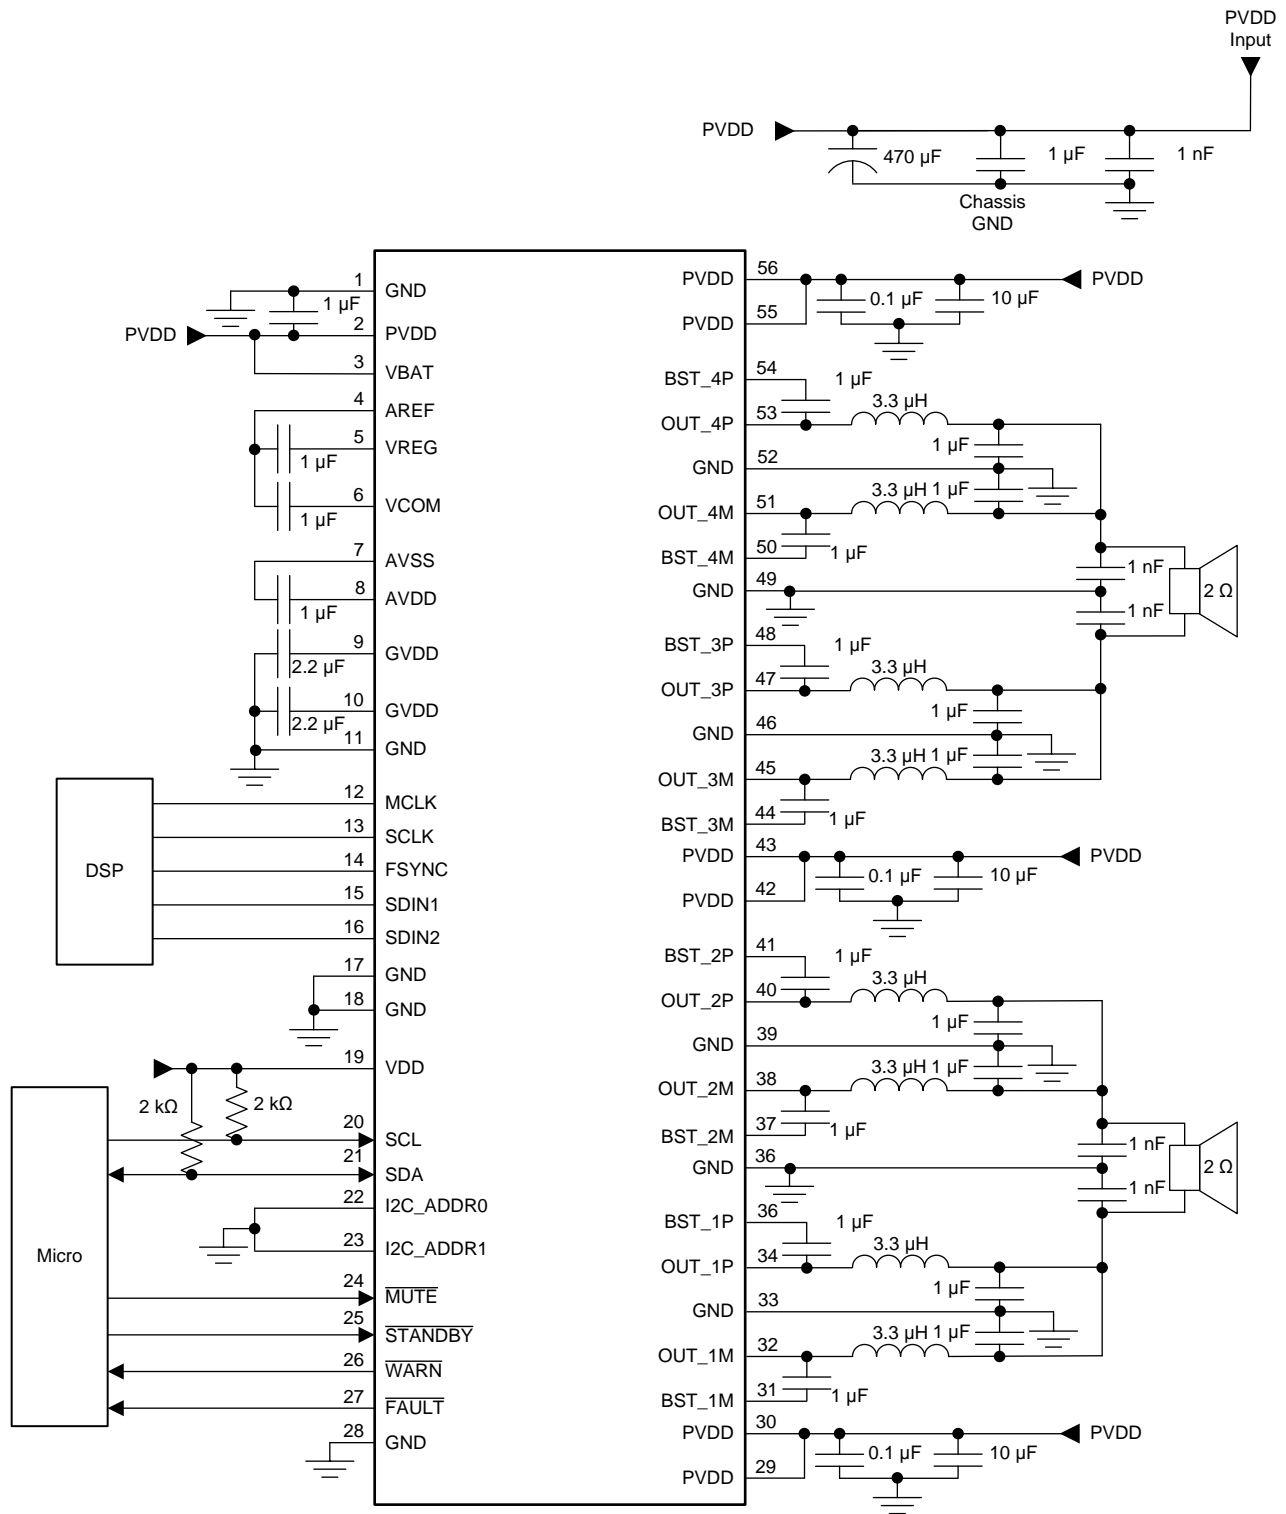 PVDD
Input
PVDD
470 µF
1 µF
1 nF
Chassis
GND
1
GND
1 µF
PVDD
2
PVDD
3
VBAT
4
AREF
5
VREG
1 µF
6
VCOM
1 µF
7
AVSS
8
AVDD
1 µF
9
GVDD
2.2 µF
10
GVDD
2.2 µF
11
GND
DSP
12
MCLK
13
SCLK
14
FSYNC
15
SDIN1
16
SDIN2
17
GND
18
GND
19
VDD
2 kΩ
2 kΩ
Micro
20
SCL
21
SDA
22
I2C_ADDR0
23
I2C_ADDR1
24
MUTE
25
STANDBY
26
WARN
27
FAULT
28
GND
PVDD
56
PVDD
0.1 µF
10 µF
PVDD
55
BST_4P
54
1 µF
OUT_4P
53
3.3 µH
1 µF
GND
52
OUT_4M
51
3.3 µH
1 µF
BST_4M
50
1 µF
GND
49
1 nF
1 nF
2 Ω
BST_3P
48
1 µF
OUT_3P
47
3.3 µH
1 µF
GND
46
OUT_3M
45
3.3 µH
1 µF
BST_3M
44
1 µF
PVDD
43
PVDD
0.1 µF
10 µF
PVDD
42
BST_2P
41
1 µF
OUT_2P
40
3.3 µH
1 µF
GND
39
OUT_2M
38
3.3 µH
1 µF
BST_2M
37
1 µF
GND
36
1 nF
1 nF
2 Ω
BST_1P
36
1 µF
OUT_1P
34
3.3 µH
1 µF
GND
33
OUT_1M
32
3.3 µH
1 µF
BST_1M
31
1 µF
PVDD
30
PVDD
0.1 µF
10 µF
PVDD
29